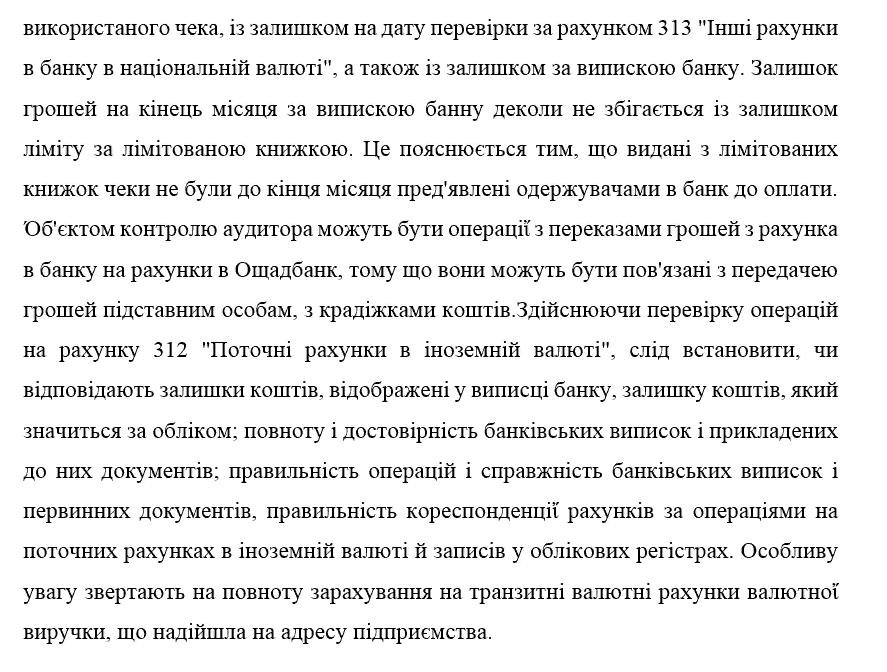 використаного чека, із залишком на дату перевірки за рахунком 313 "Інші рахунки
в банку в національній валюті", а також із залишком за випискою банку. Залишок
грошей на кінець місяця за випискою банну деколи не збігається із залишком
ліміту за лімітованою книжкою. Це пояснюється тим, що видані з лімітованих
книжок чеки не були до кінця місяця пред'явлені одержувачами в банк до оплати.
Об'єктом контролю аудитора можуть бути операції з переказами грошей з рахунка
в банку на рахунки в Ощадбанк, тому що вони можуть бути пов'язані з передачею
грошей підставним особам, з крадіжками коштів.Здійснюючи перевірку операцій
на рахунку 312 "Поточні рахунки в іноземній валюті", слід встановити, чи
відповідають залишки коштів, відображені у виписці банку, залишку коштів, який
значиться за обліком; повноту і достовірність банківських виписок і прикладених
до них документів; правильність операцій і справжність банківських виписок і
первинних документів, правильність кореспонденції рахунків за операціями на
поточних рахунках в іноземній валюті й записів у облікових регістрах. Особливу
увагу звертають на повноту зарахування на транзитні валютні рахунки валютної
виручки, що надійшла на адресу підприємства.